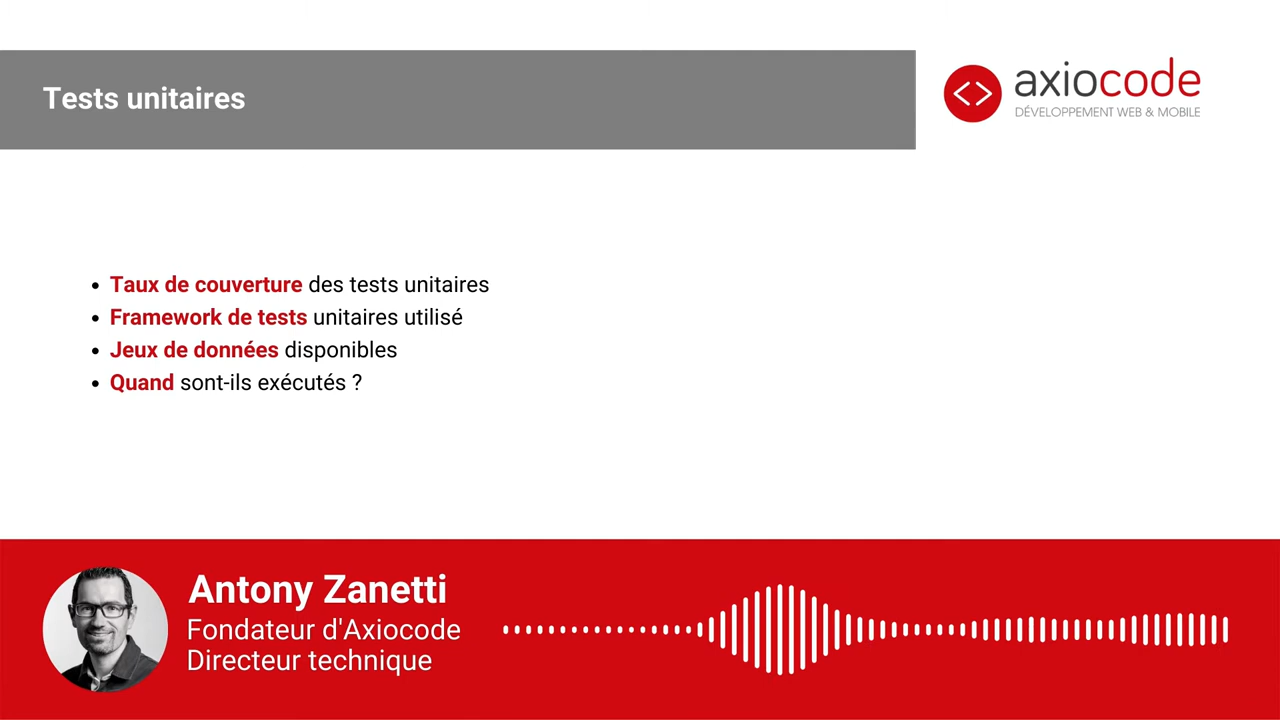 Tests unitaires
axiocode
DÉVELOPPEMENT WEB & MOBILE
• Taux de couverture des tests unitaires
• Framework de tests unitaires utilisé
• Jeux de données disponibles
• Quand sont-ils exécutés ?
Antony Zanetti
Fondateur d'Axiocode
Directeur technique